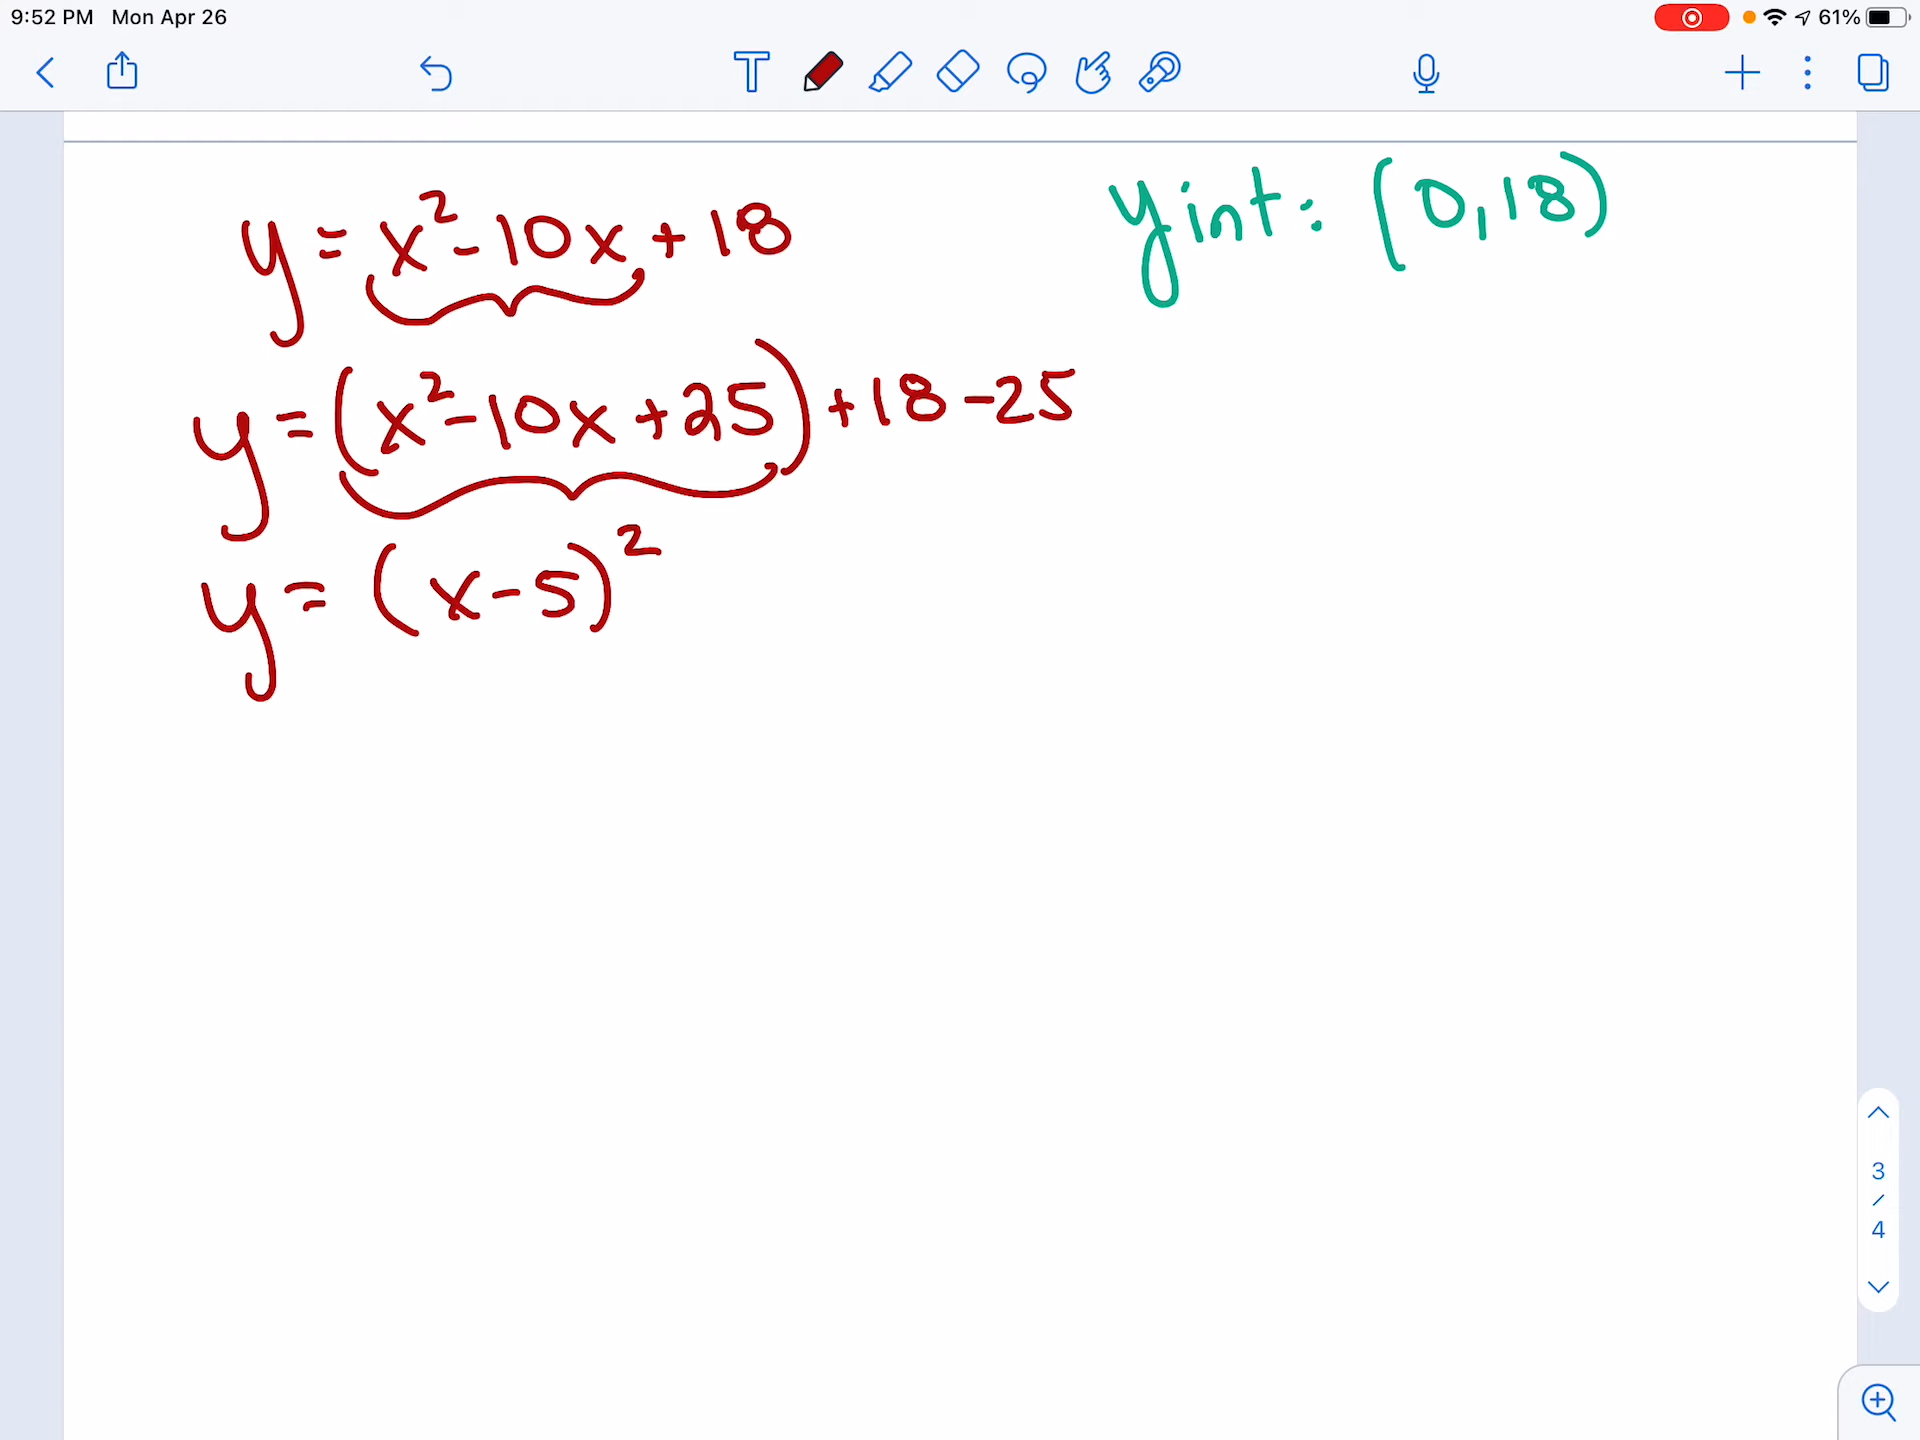 9:52 PM Mon Apr 26
61%
T
y = x² - 10x + 18
y int: (0, 18)
y = (x² - 10x + 25) + 18 - 25
y = (x - 5)²
3
/
4